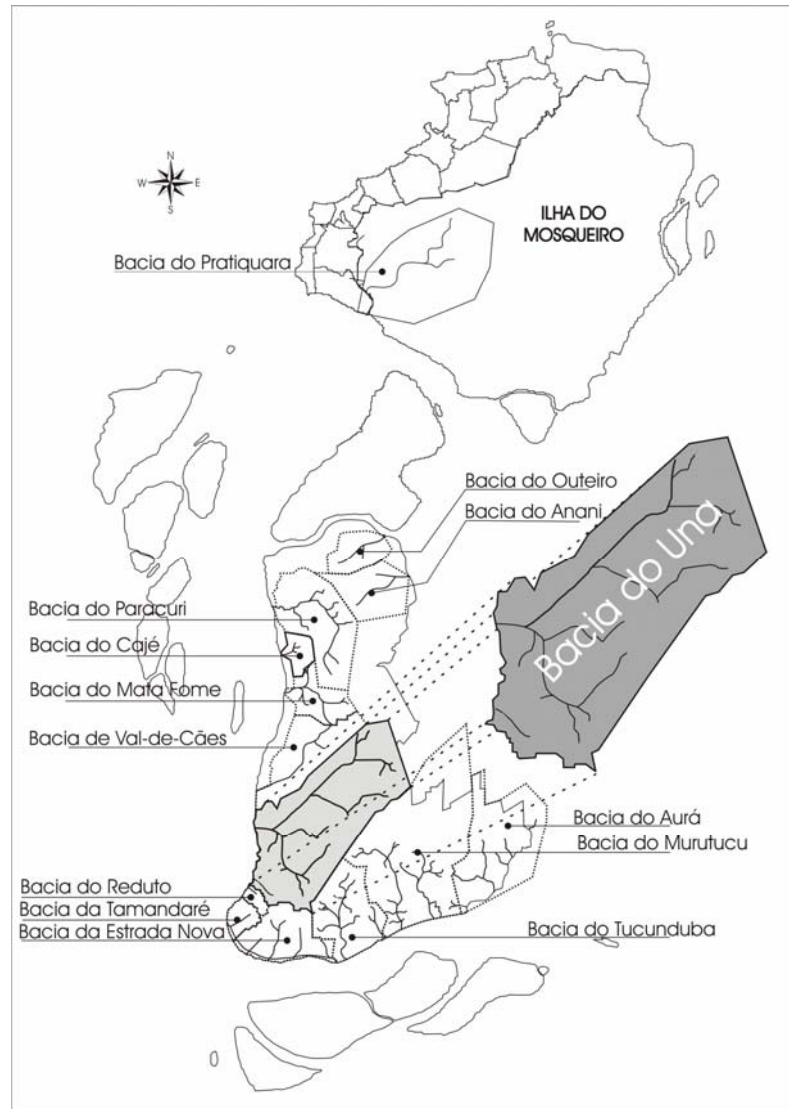 N
W E
S
ILHA DO
MOSQUEIRO
Bacia do Pratiquara
Bacia do Outeiro
Bacia do Anani
Bacia do Una
Bacia do Paracuri
Bacia do Cajé
Bacia do Mata Fome
Bacia de Val-de-Cães
Bacia do Aurá
Bacia do Murutucu
Bacia do Reduto
Bacia da Tamandaré
Bacia da Estrada Nova
Bacia do Tucunduba